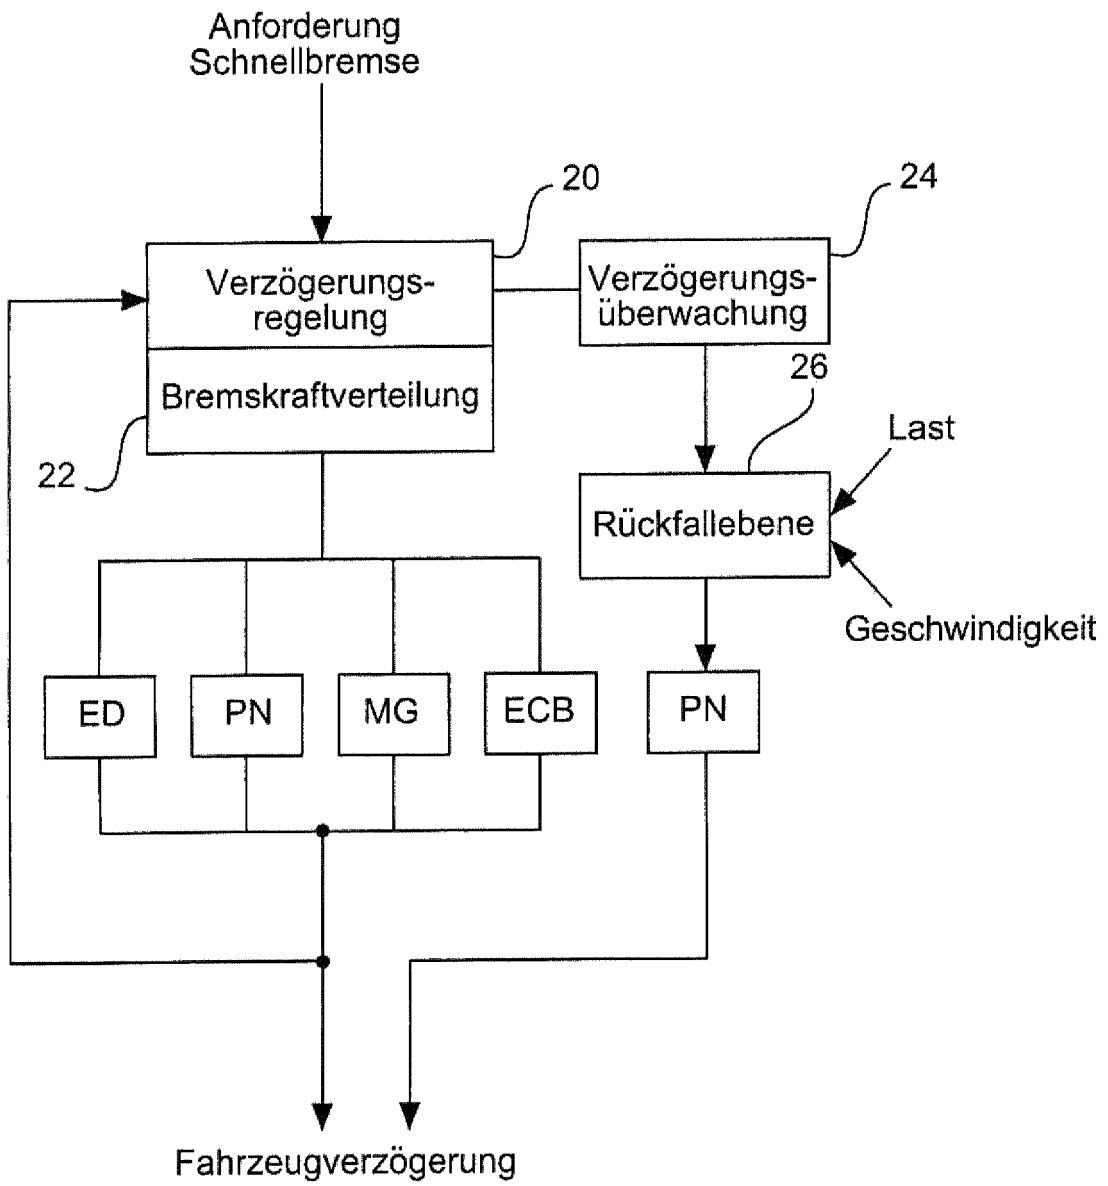 Anforderung
Schnellbremse
20
24
Verzögerungs-
regelung
Verzögerungs-
überwachung
Bremskraftverteilung
22
26
Last
Rückfallebene
Geschwindigkeit
ED
PN
MG
ECB
PN
Fahrzeugverzögerung